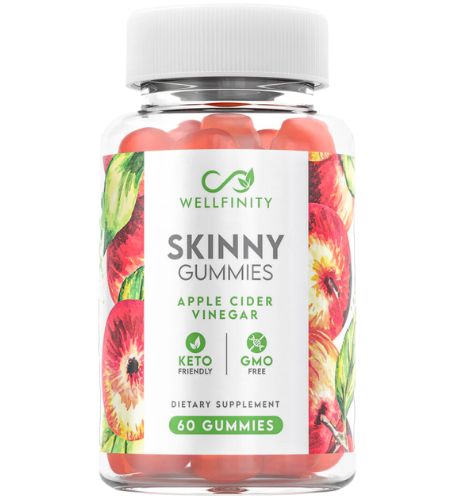 WELLFINITY
SKINNY
GUMMIES
APPLE CIDER
VINEGAR
KETO
FRIENDLY
GMO
FREE
DIETARY SUPPLEMENT
60 GUMMIES